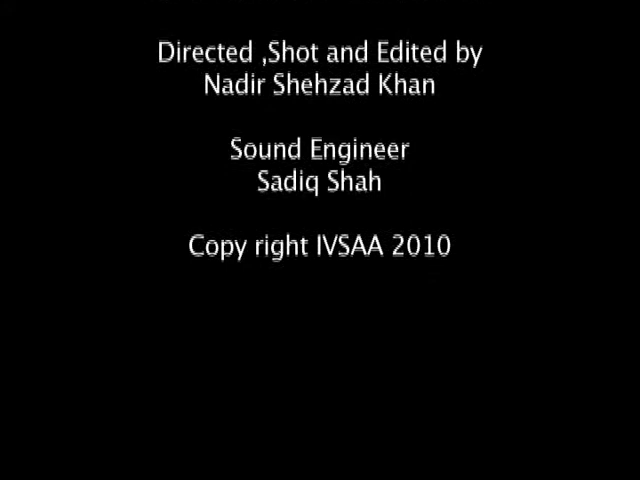 Directed ,Shot and Edited by
Nadir Shehzad Khan
Sound Engineer
Sadiq Shah
Copy right IVSAA 2010